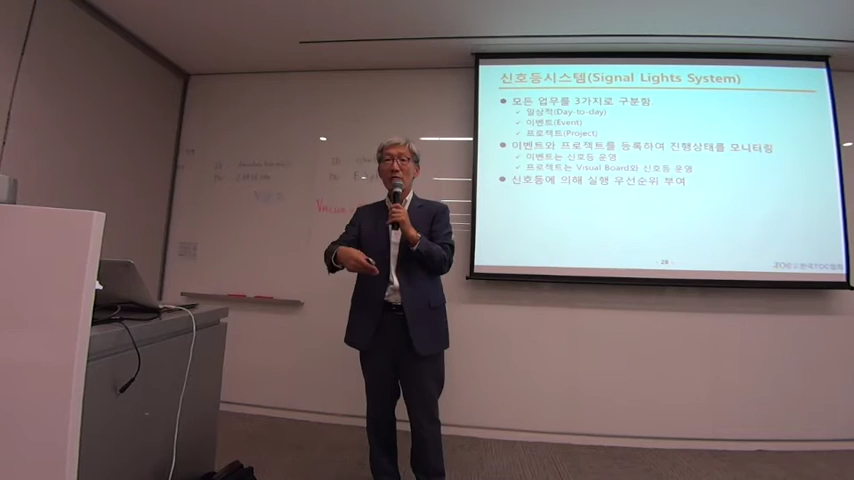 신호등시스템(Signal Lights System)
● 모든 업무를 3가지로 구분함
✓ 일상적(Day-to-day)
✓ 이벤트(Event)
✓ 프로젝트(Project)
● 이벤트와 프로젝트를 등록하여 진행상태를 모니터링
✓ 이벤트는 신호등 운영
✓ 프로젝트는 Visual Board와 신호등 운영
● 신호등에 의해 실행 우선순위 부여
- 28 -